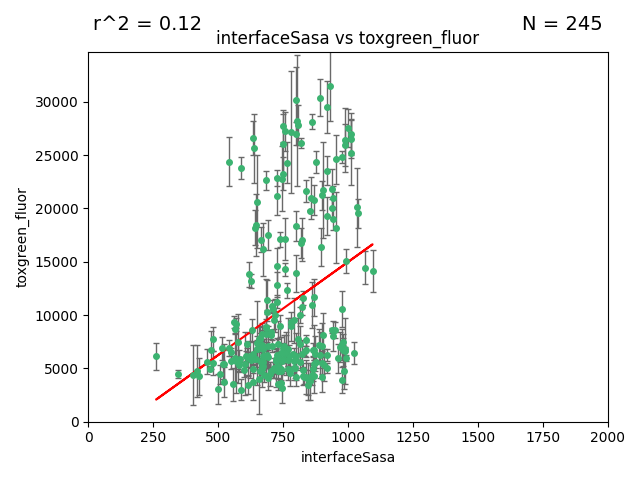 r^2 = 0.12
N = 245
interfaceSasa vs toxgreen_fluor
30000
25000
20000
15000
10000
5000
0
toxgreen_fluor
0 250 500 750 1000 1250 1500 1750 2000
interfaceSasa